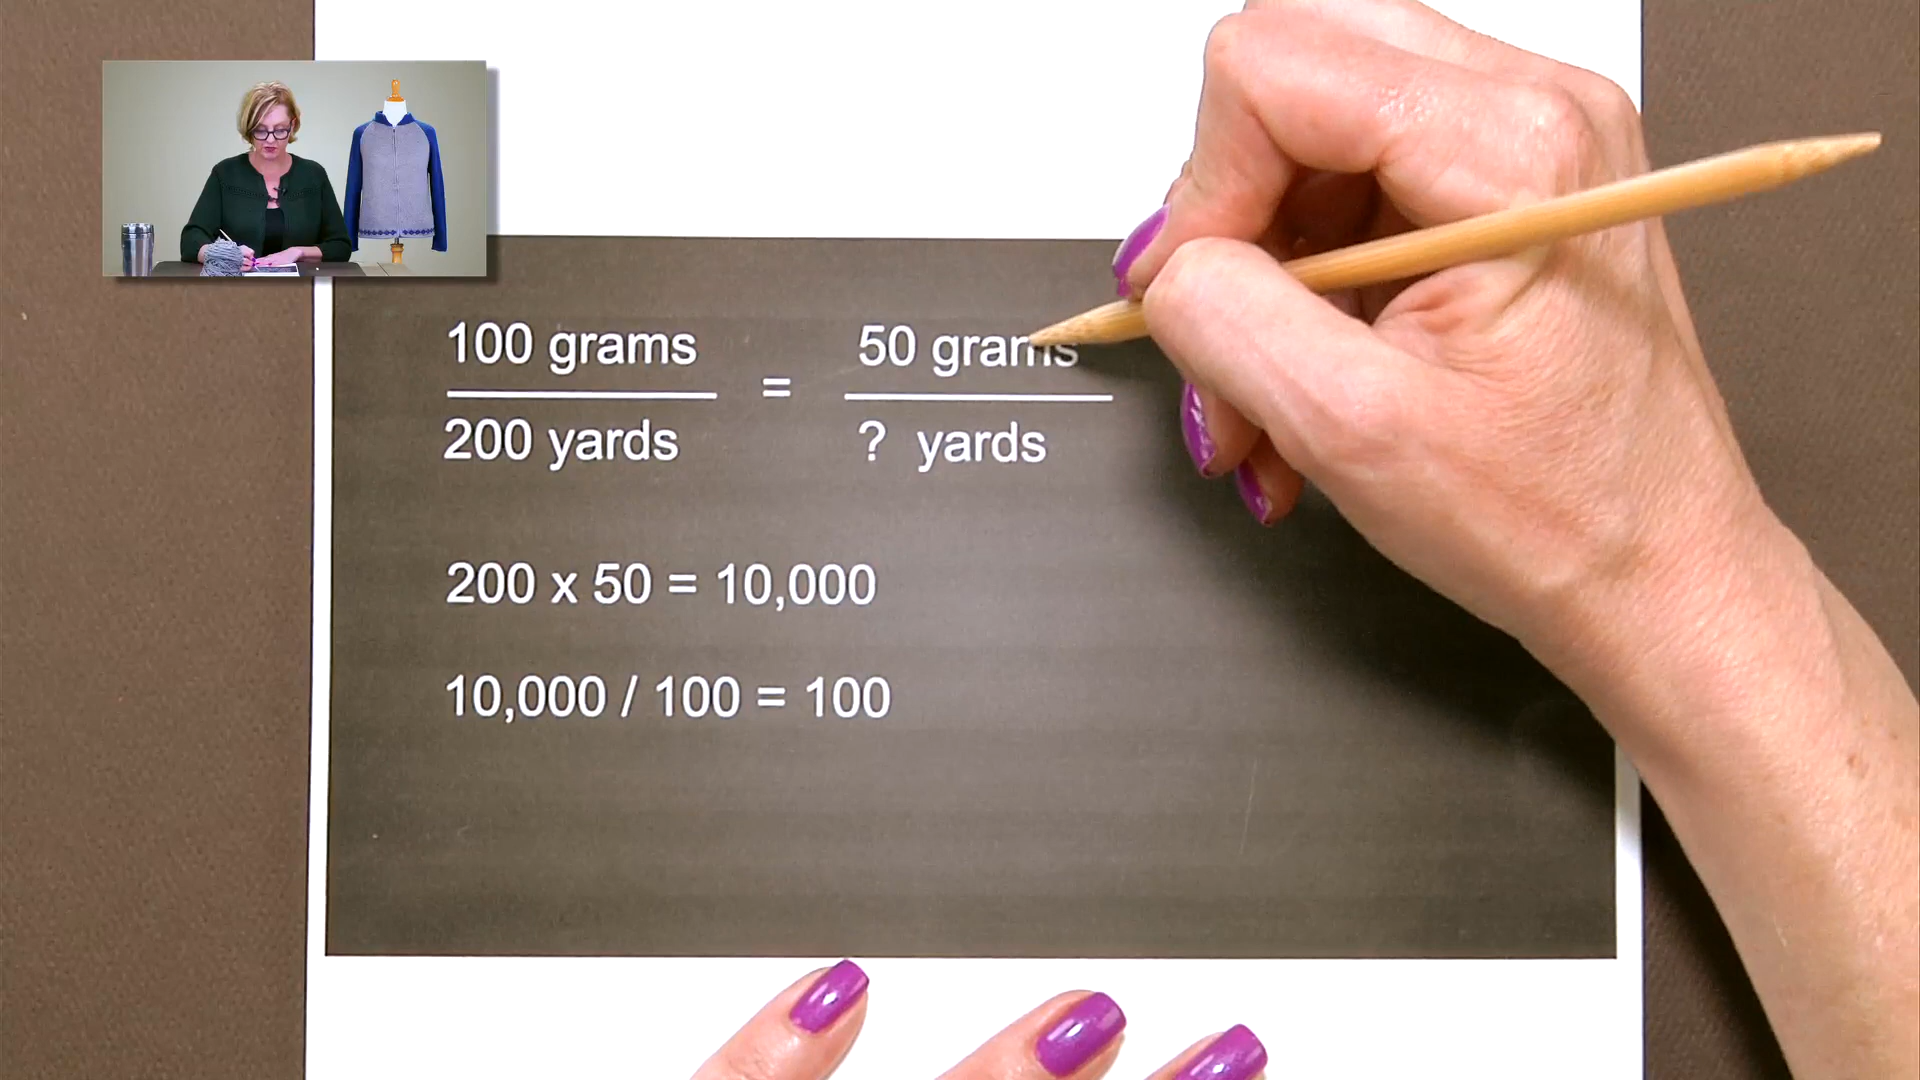 100 grams = 50 grams
200 yards ? yards
200 x 50 = 10,000
10,000 / 100 = 100